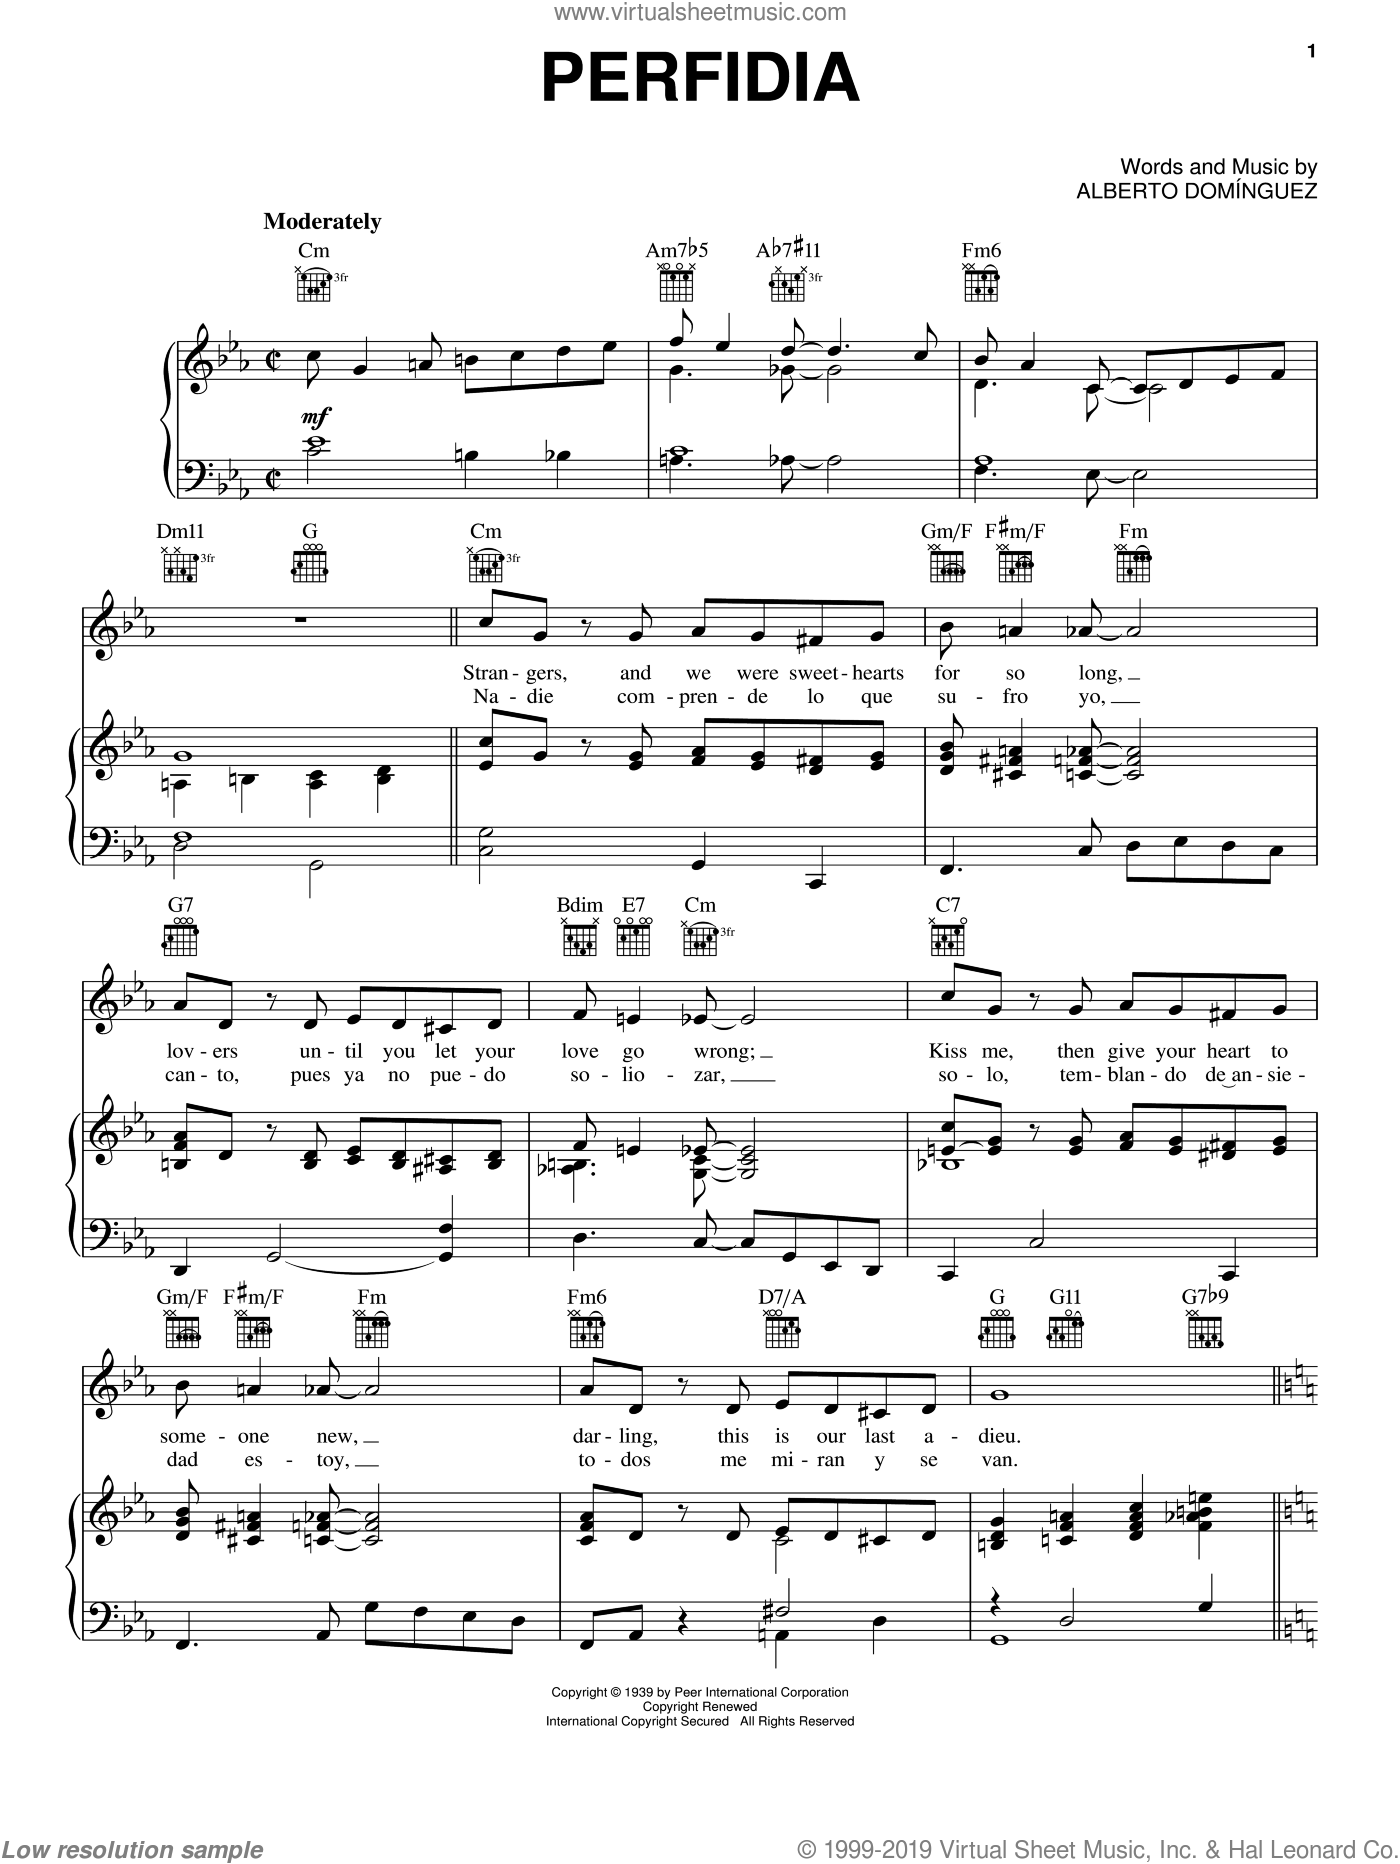 www.virtualsheetmusic.com
1
PERFIDIA
Words and Music by
ALBERTO DOMÍNGUEZ
Moderately
Cm Am7♭5 A♭7♯11 Fm6
3fr 3fr
mf
Dm11 G Cm Gm/F F♯m/F Fm
3fr 3fr
Stran - gers, and we were sweet - hearts for so long,
Na - die com - pren - de lo que su - fro yo,
G7 Bdim E7 Cm C7
3fr
lov - ers un - til you let your love go wrong; Kiss me, then give your heart to
can - to, pues ya no pue - do so - lio - zar, so - lo, tem - blan - do de an - sie -
Gm/F F♯m/F Fm Fm6 D7/A G G11 G7♭9
some - one new, dar - ling, this is our last a - dieu.
dad es - toy, to - dos me mi - ran y se van.
Copyright © 1939 by Peer International Corporation
Copyright Renewed
International Copyright Secured All Rights Reserved
Low resolution sample
© 1999-2019 Virtual Sheet Music, Inc. & Hal Leonard Co.